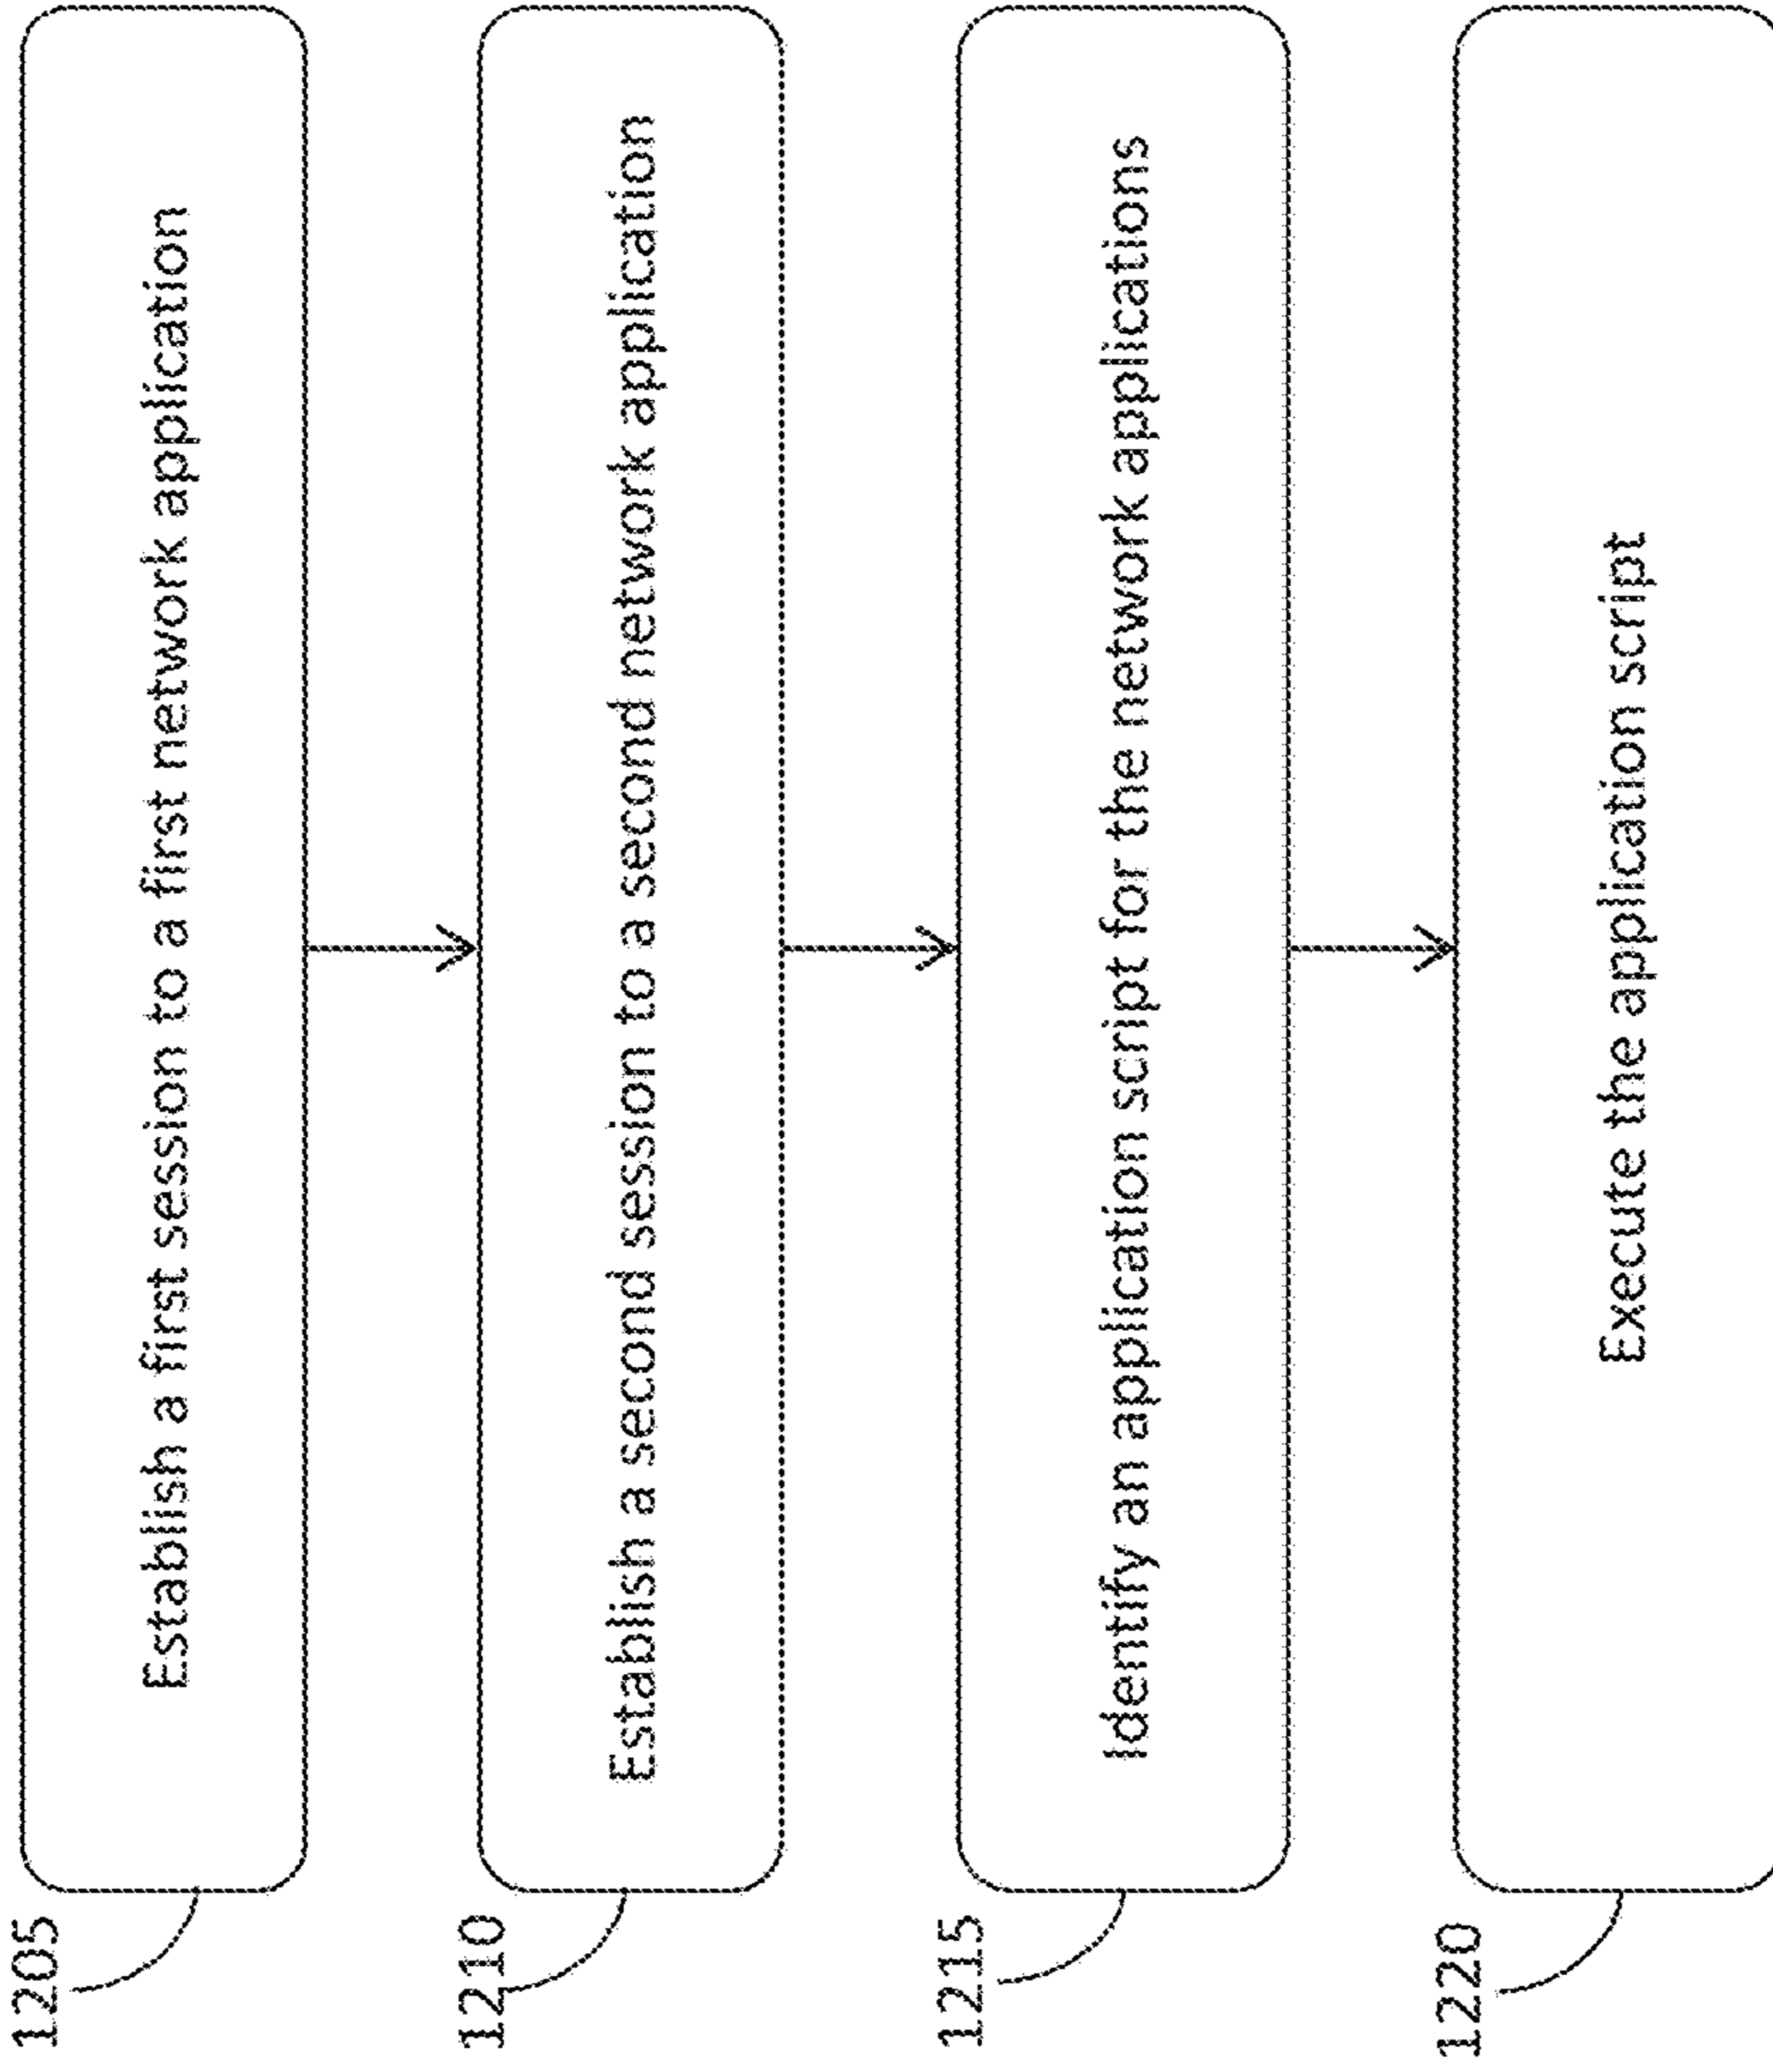 1205
Establish a first session to a first network application
1210
Establish a second session to a second network application
1215
Identify an application script for the network applications
1220
Execute the application script